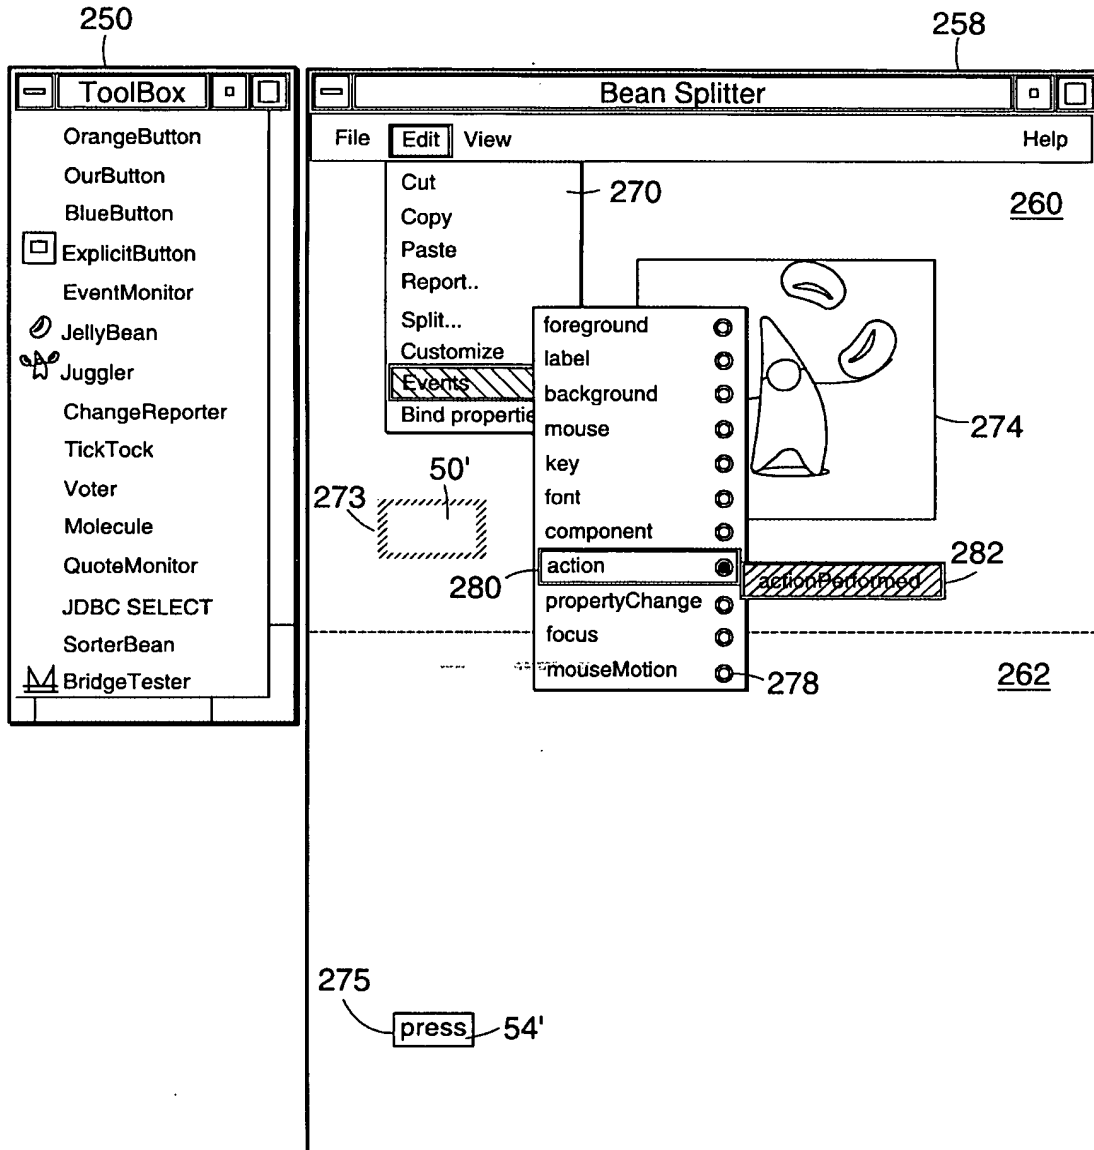 250
258
ToolBox
OrangeButton
OurButton
BlueButton
ExplicitButton
EventMonitor
JellyBean
Juggler
ChangeReporter
TickTock
Voter
Molecule
QuoteMonitor
JDBC SELECT
SorterBean
BridgeTester
Bean Splitter
File Edit View Help
Cut
Copy
Paste
Report..
Split...
Customize
Events
Bind propertie
270
260
foreground
label
background
mouse
key
font
component
action
propertyChange
focus
mouseMotion
274
50'
273
280
actionPerformed
282
278
262
275
press
54'